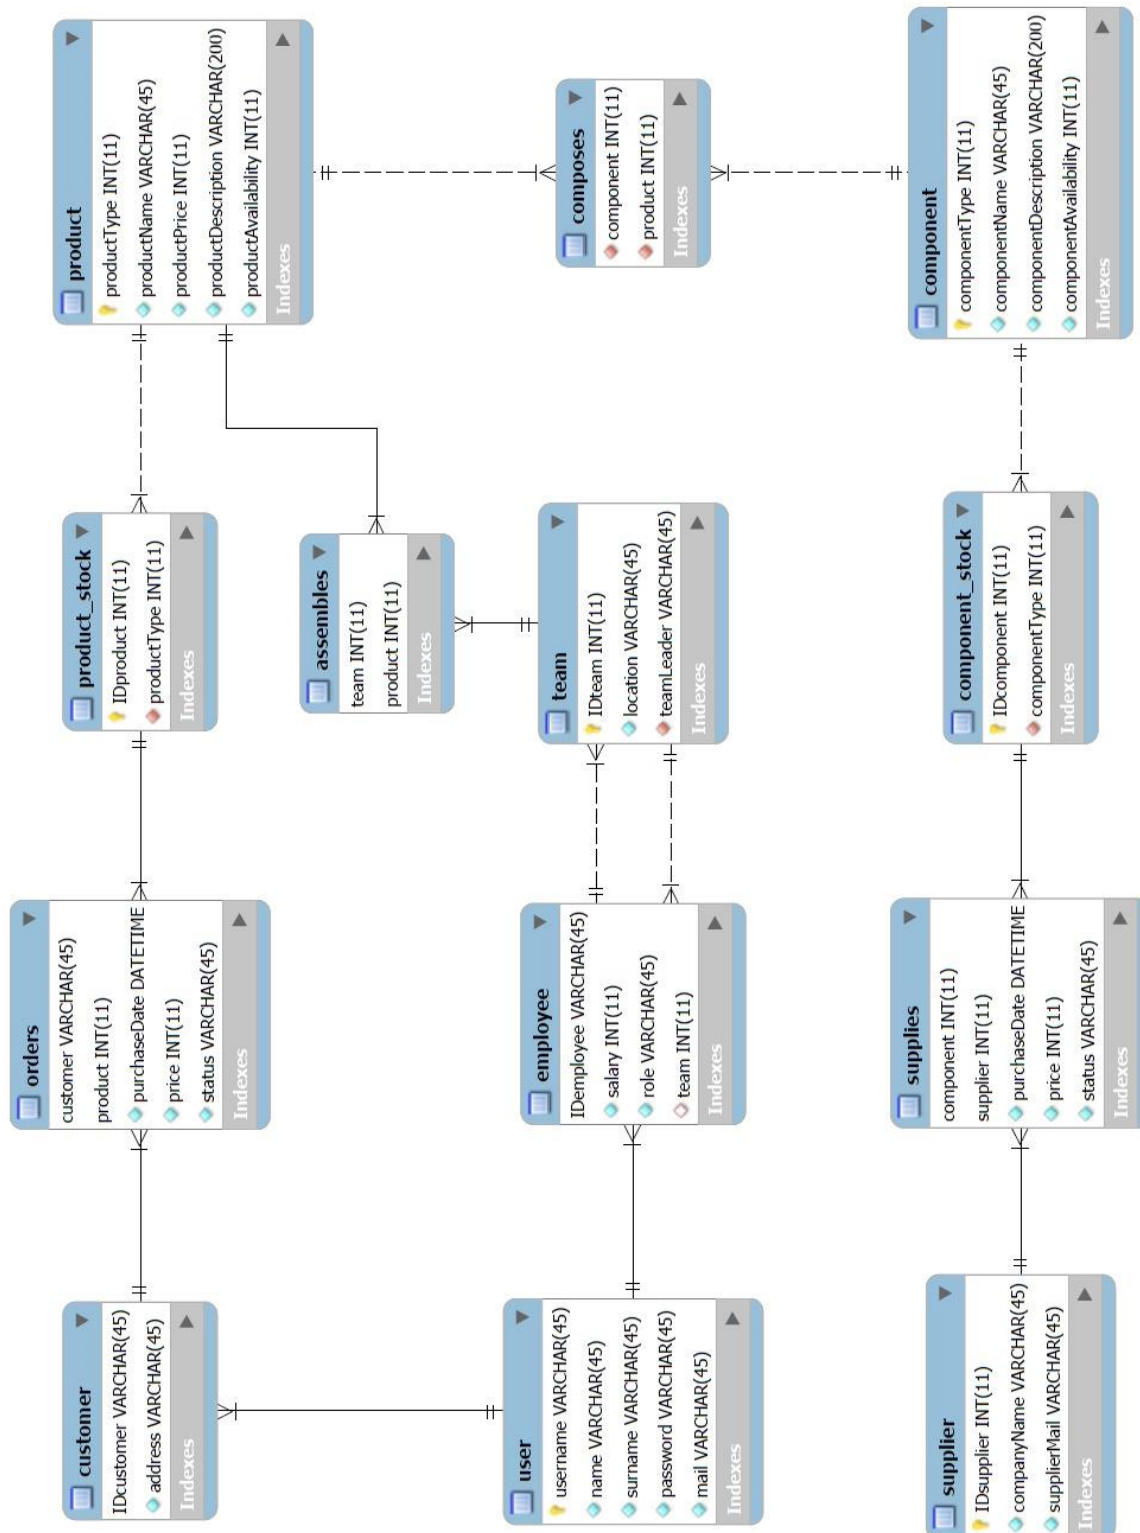 customer
IDcustomer VARCHAR(45)
address VARCHAR(45)
Indexes
orders
customer VARCHAR(45)
product INT(11)
purchaseDate DATETIME
price INT(11)
status VARCHAR(45)
Indexes
product_stock
IDproduct INT(11)
productType INT(11)
Indexes
product
productType INT(11)
productName VARCHAR(45)
productPrice INT(11)
productDescription VARCHAR(200)
productAvailability INT(11)
Indexes
assembles
team INT(11)
product INT(11)
Indexes
user
username VARCHAR(45)
name VARCHAR(45)
surname VARCHAR(45)
password VARCHAR(45)
mail VARCHAR(45)
Indexes
employee
IDemployee VARCHAR(45)
salary INT(11)
role VARCHAR(45)
team INT(11)
Indexes
team
IDteam INT(11)
location VARCHAR(45)
teamLeader VARCHAR(45)
Indexes
composes
component INT(11)
product INT(11)
Indexes
supplier
IDsupplier INT(11)
companyName VARCHAR(45)
supplierMail VARCHAR(45)
Indexes
supplies
component INT(11)
supplier INT(11)
purchaseDate DATETIME
price INT(11)
status VARCHAR(45)
Indexes
component_stock
IDcomponent INT(11)
componentType INT(11)
Indexes
component
componentType INT(11)
componentName VARCHAR(45)
componentDescription VARCHAR(200)
componentAvailability INT(11)
Indexes